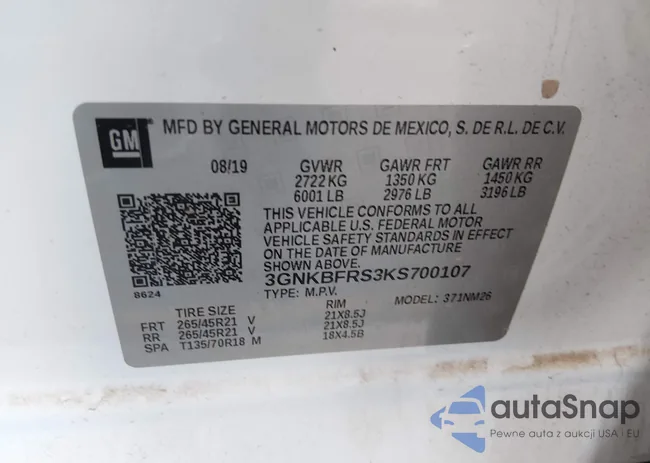 GM
MFD BY GENERAL MOTORS DE MEXICO, S. DE R.L. DE C.V.
08/19 GVWR GAWR FRT GAWR RR
2722 KG 1350 KG 1450 KG
6001 LB 2976 LB 3196 LB
THIS VEHICLE CONFORMS TO ALL
APPLICABLE U.S. FEDERAL MOTOR
VEHICLE SAFETY STANDARDS IN EFFECT
ON THE DATE OF MANUFACTURE
SHOWN ABOVE.
3GNKBFRS3KS700107
8624 TYPE: M.P.V. MODEL: 371NM26
TIRE SIZE RIM
FRT 265/45R21 V 21X8.5J
RR 265/45R21 V 21X8.5J
SPA T135/70R18 M 18X4.5B
autaSnap
Pewne auta z aukcji USA i EU